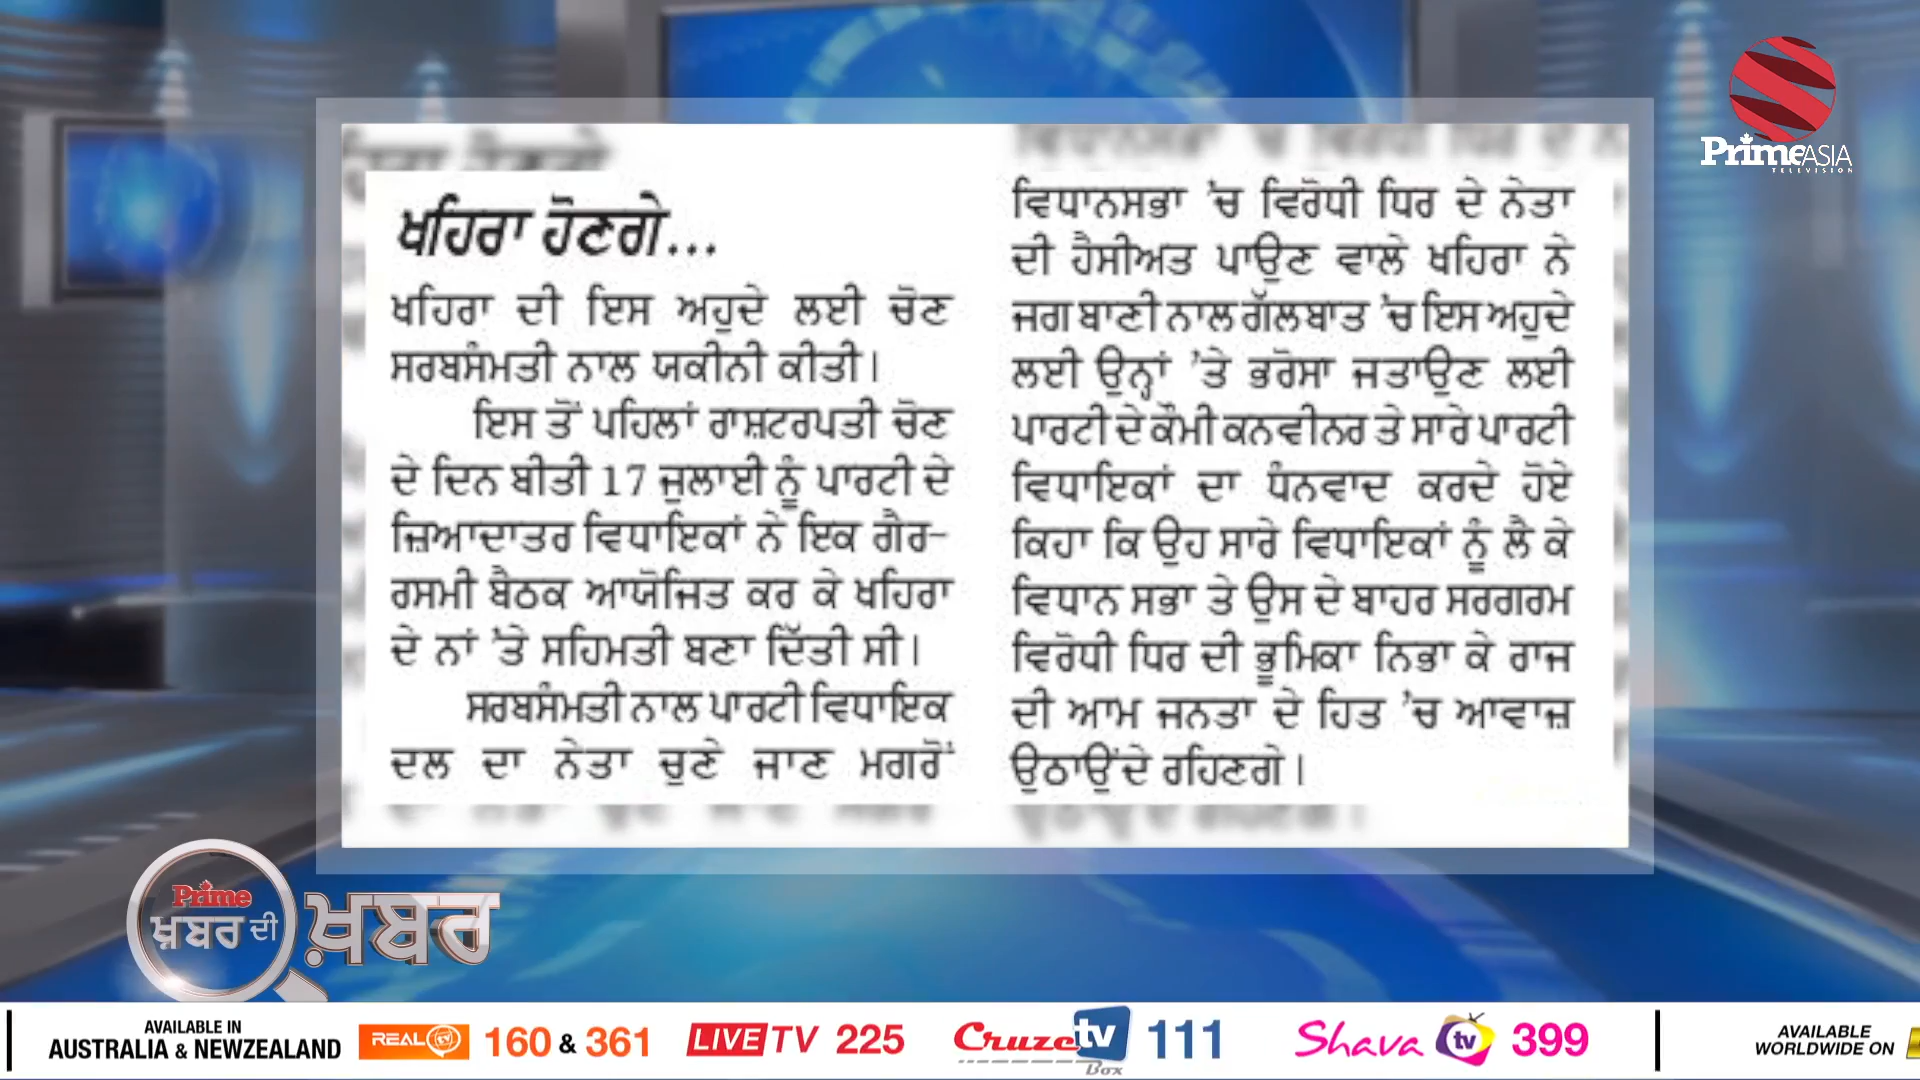 Prime ASIA
TELEVISION
ਖਹਿਰਾ ਹੋਣਗੇ...
ਖਹਿਰਾ ਦੀ ਇਸ ਅਹੁਦੇ ਲਈ ਚੋਣ
ਸਰਬਸੰਮਤੀ ਨਾਲ ਯਕੀਨੀ ਕੀਤੀ।
ਇਸ ਤੋਂ ਪਹਿਲਾਂ ਰਾਸ਼ਟਰਪਤੀ ਚੋਣ
ਦੇ ਦਿਨ ਬੀਤੀ 17 ਜੁਲਾਈ ਨੂੰ ਪਾਰਟੀ ਦੇ
ਜ਼ਿਆਦਾਤਰ ਵਿਧਾਇਕਾਂ ਨੇ ਇਕ ਗੈਰ-
ਰਸਮੀ ਬੈਠਕ ਆਯੋਜਿਤ ਕਰ ਕੇ ਖਹਿਰਾ
ਦੇ ਨਾਂ 'ਤੇ ਸਹਿਮਤੀ ਬਣਾ ਦਿੱਤੀ ਸੀ।
ਸਰਬਸੰਮਤੀ ਨਾਲ ਪਾਰਟੀ ਵਿਧਾਇਕ
ਦਲ ਦਾ ਨੇਤਾ ਚੁਣੇ ਜਾਣ ਮਗਰੋਂ
ਵਿਧਾਨਸਭਾ 'ਚ ਵਿਰੋਧੀ ਧਿਰ ਦੇ ਨੇਤਾ
ਦੀ ਹੈਸੀਅਤ ਪਾਉਣ ਵਾਲੇ ਖਹਿਰਾ ਨੇ
ਜਗ ਬਾਣੀ ਨਾਲ ਗੱਲਬਾਤ 'ਚ ਇਸ ਅਹੁਦੇ
ਲਈ ਉਨ੍ਹਾਂ 'ਤੇ ਭਰੋਸਾ ਜਤਾਉਣ ਲਈ
ਪਾਰਟੀ ਦੇ ਕੌਮੀ ਕਨਵੀਨਰ ਤੇ ਸਾਰੇ ਪਾਰਟੀ
ਵਿਧਾਇਕਾਂ ਦਾ ਧੰਨਵਾਦ ਕਰਦੇ ਹੋਏ
ਕਿਹਾ ਕਿ ਉਹ ਸਾਰੇ ਵਿਧਾਇਕਾਂ ਨੂੰ ਲੈ ਕੇ
ਵਿਧਾਨ ਸਭਾ ਤੇ ਉਸ ਦੇ ਬਾਹਰ ਸਰਗਰਮ
ਵਿਰੋਧੀ ਧਿਰ ਦੀ ਭੂਮਿਕਾ ਨਿਭਾ ਕੇ ਰਾਜ
ਦੀ ਆਮ ਜਨਤਾ ਦੇ ਹਿਤ 'ਚ ਆਵਾਜ਼
ਉਠਾਉਂਦੇ ਰਹਿਣਗੇ।
Prime
ਖ਼ਬਰ ਦੀ ਖ਼ਬਰ
AVAILABLE IN
AUSTRALIA & NEWZEALAND
REAL tv 160 & 361
LIVE TV 225
Cruze tv Box 111
Shava tv 399
AVAILABLE
WORLDWIDE ON